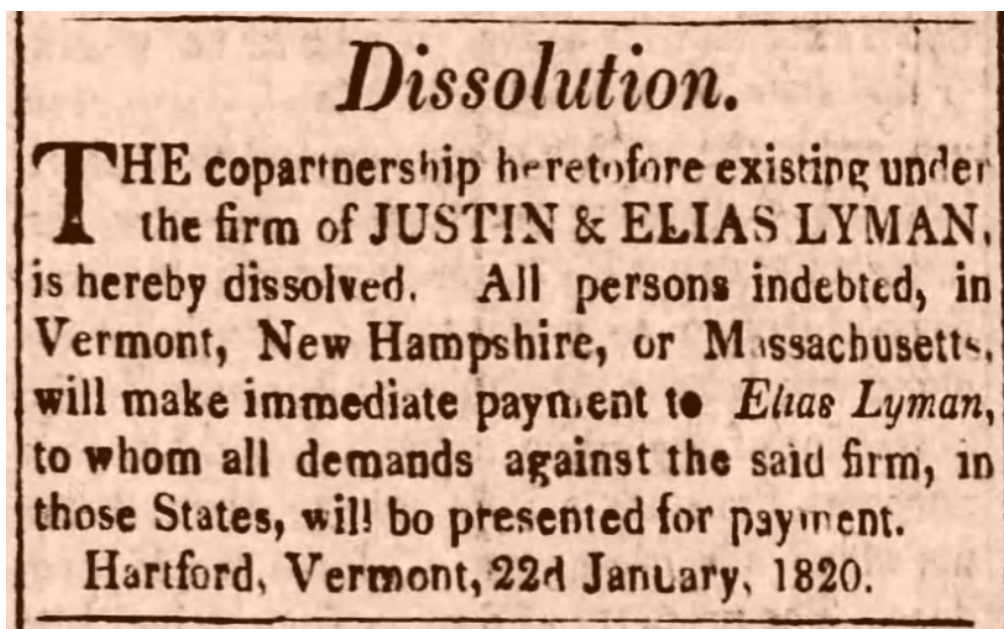 Dissolution.
THE copartnership heretofore existing under
the firm of JUSTIN & ELIAS LYMAN,
is hereby dissolved. All persons indebted, in
Vermont, New Hampshire, or Massachusetts,
will make immediate payment to Elias Lyman,
to whom all demands against the said firm, in
those States, will bo presented for payment.
Hartford, Vermont, 22d January, 1820.